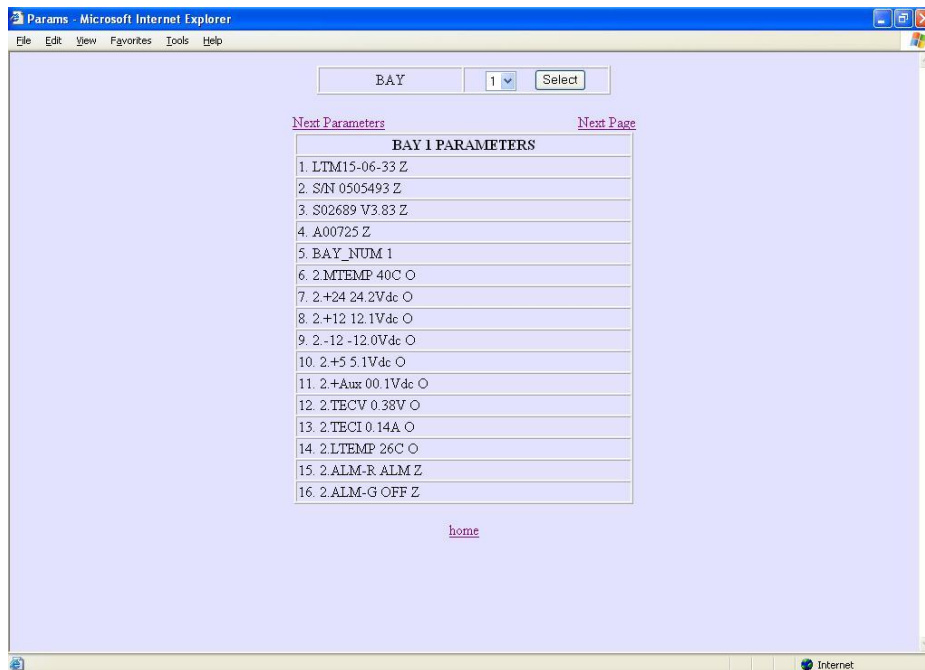 Params - Microsoft Internet Explorer
File Edit View Favorites Tools Help
BAY 1 Select
Next Parameters Next Page
BAY 1 PARAMETERS
1. LTM15-06-33 Z
2. S/N 0505493 Z
3. S02689 V3.83 Z
4. A00725 Z
5. BAY_NUM 1
6. 2.MTEMP 40C O
7. 2.+24 24.2Vdc O
8. 2.+12 12.1Vdc O
9. 2.-12 -12.0Vdc O
10. 2.+5 5.1Vdc O
11. 2.+Aux 00.1Vdc O
12. 2.TECV 0.38V O
13. 2.TECI 0.14A O
14. 2.LTEMP 26C O
15. 2.ALM-R ALM Z
16. 2.ALM-G OFF Z
home
Internet